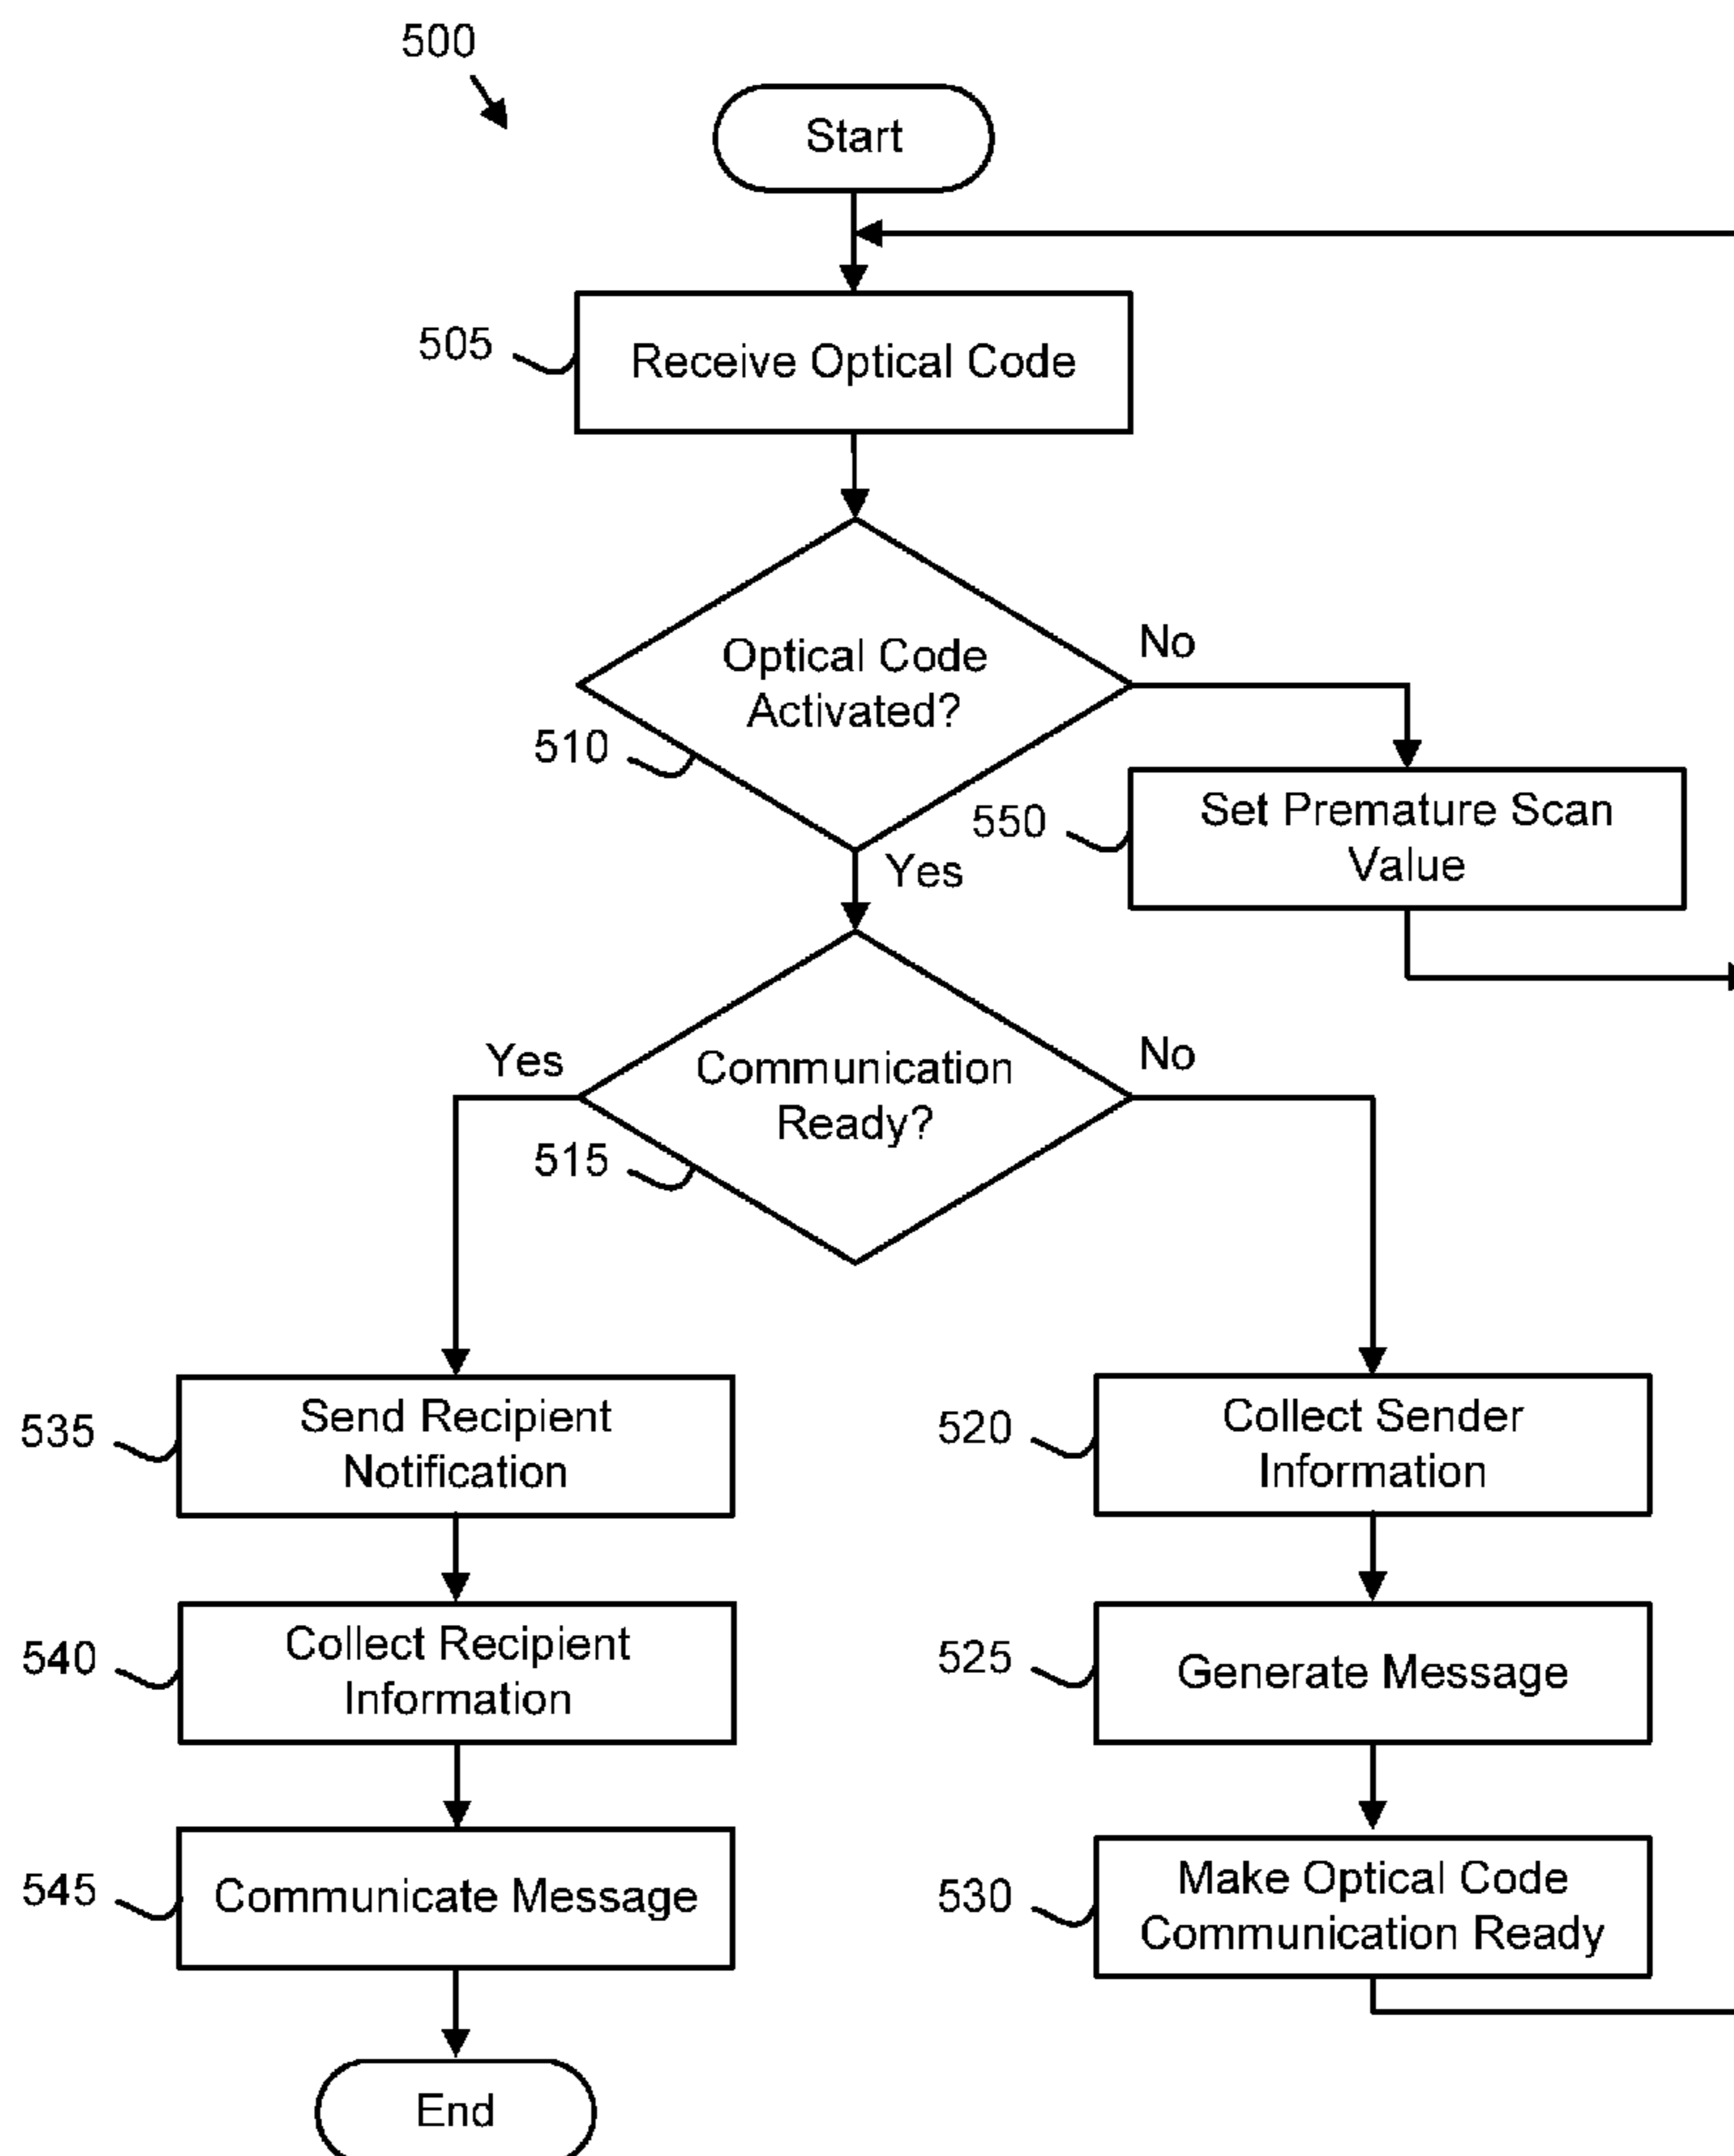 500
Start
505
Receive Optical Code
Optical Code
Activated?
510
No
Yes
550
Set Premature Scan
Value
Communication
Ready?
515
Yes
No
535
Send Recipient
Notification
520
Collect Sender
Information
540
Collect Recipient
Information
525
Generate Message
545
Communicate Message
530
Make Optical Code
Communication Ready
End